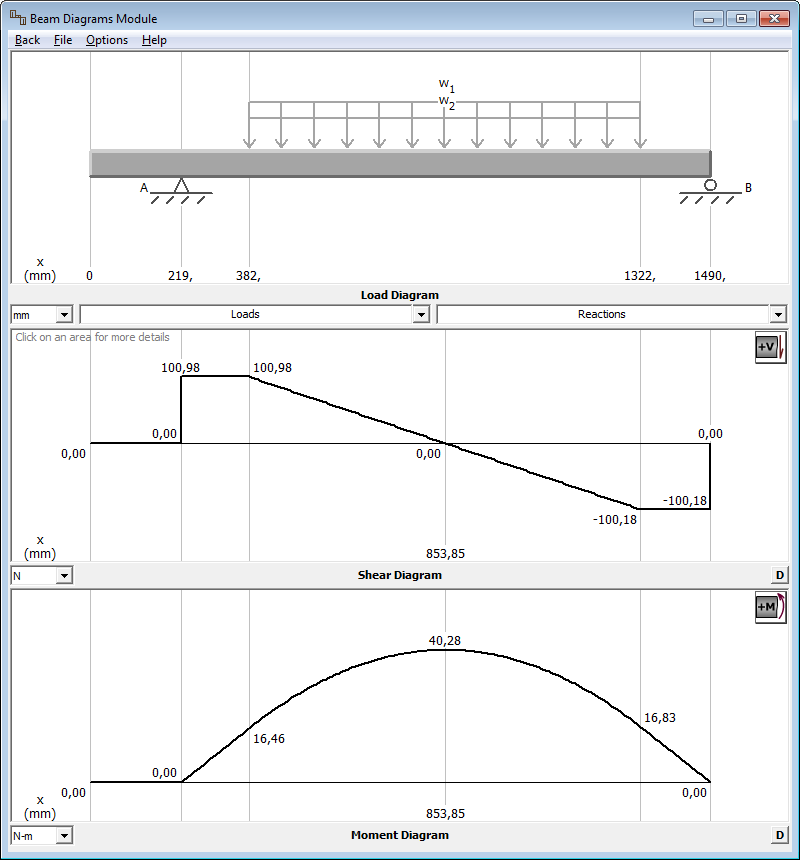 Beam Diagrams Module
Back File Options Help
w1
w2
A
B
x
(mm) 0 219, 382, 1322, 1490,
Load Diagram
mm Loads Reactions
Click on an area for more details
+V
100,98 100,98
0,00 0,00
0,00 0,00
-100,18
-100,18
x
(mm) 853,85
N Shear Diagram D
+M
40,28
16,83
16,46
0,00
0,00 0,00
x
(mm) 853,85
N-m Moment Diagram D